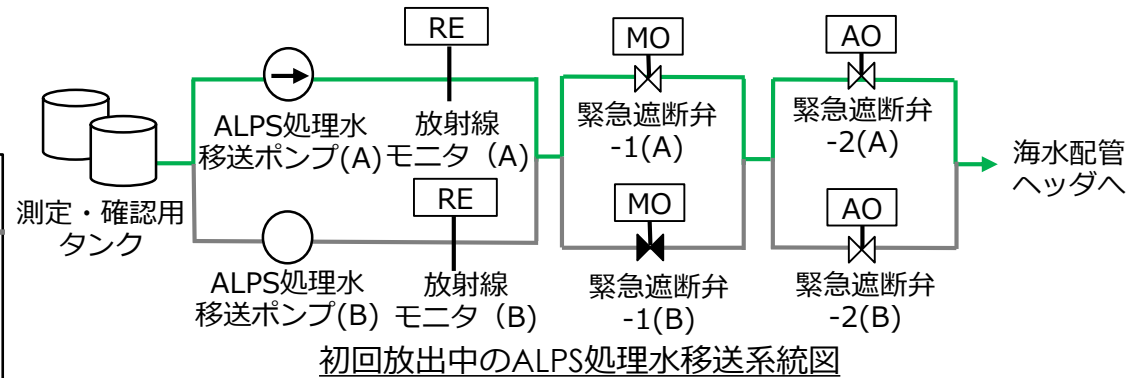 RE
MO
AO
ALPS処理水
移送ポンプ(A)
放射線
モニタ（A）
緊急遮断弁
-1(A)
緊急遮断弁
-2(A)
測定・確認用
タンク
海水配管
ヘッダへ
RE
MO
AO
ALPS処理水
移送ポンプ(B)
放射線
モニタ（B）
緊急遮断弁
-1(B)
緊急遮断弁
-2(B)
初回放出中のALPS処理水移送系統図